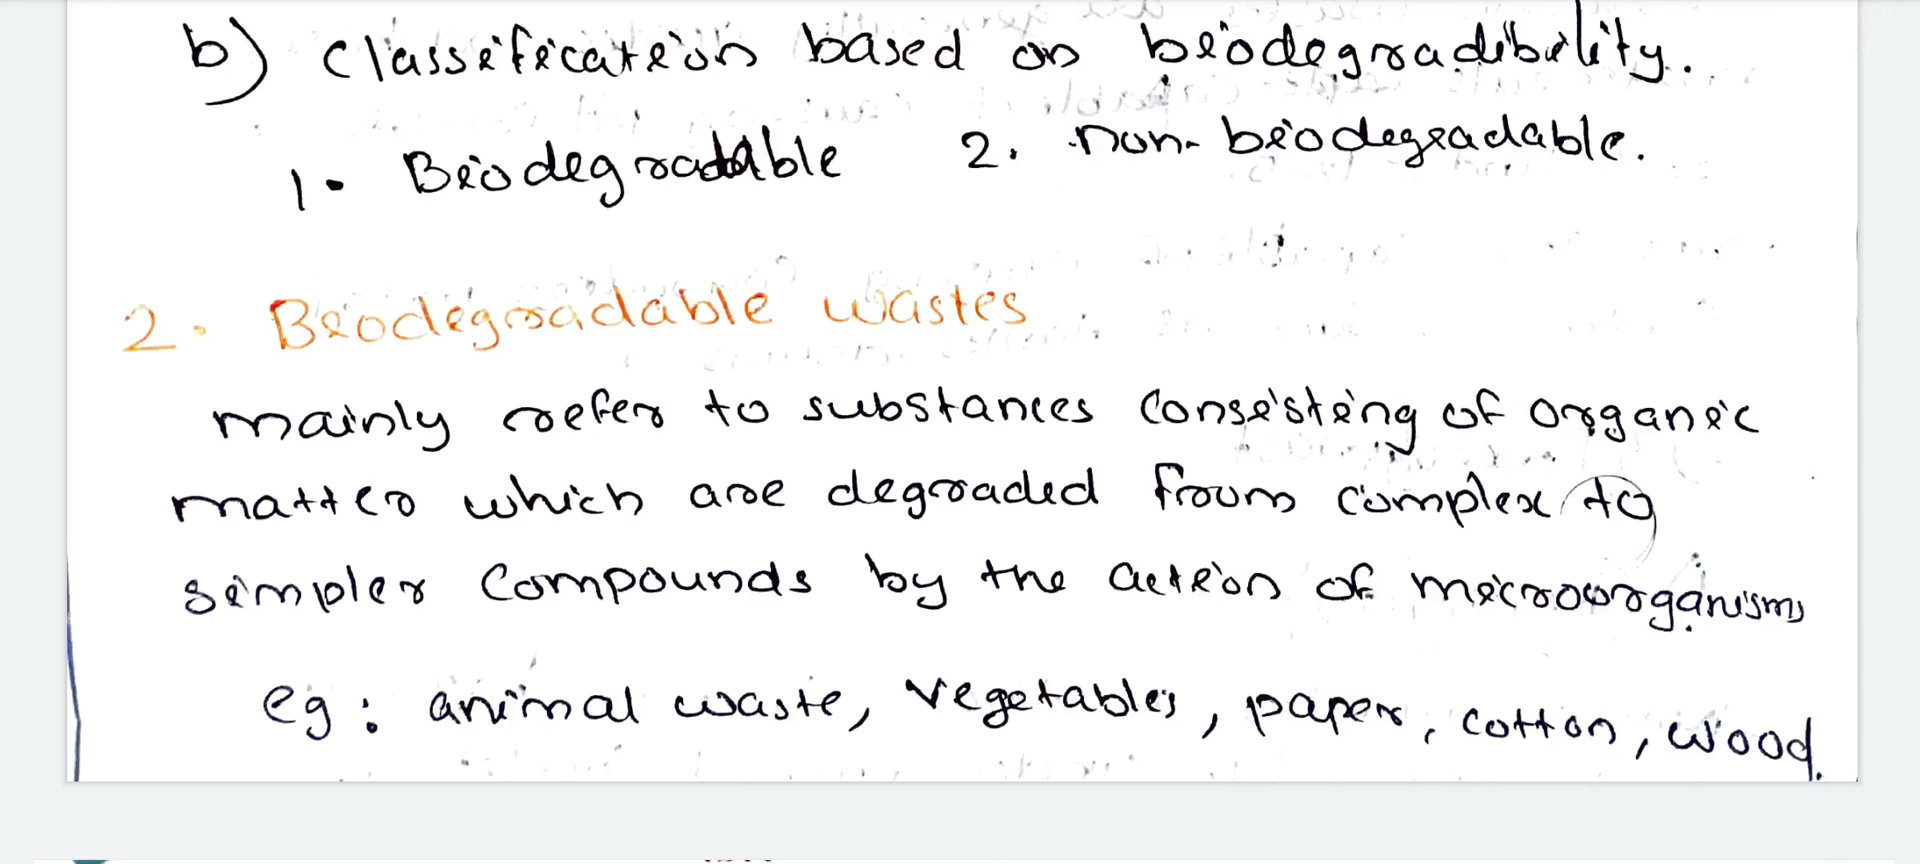 b) Classification based on biodegradibility.
1. Biodegradable 2. non-biodegradable.
2. Biodegradable wastes
mainly refer to substances consisting of organic
matter which are degraded from complex to
simpler compounds by the action of microorganisms
eg: animal waste, vegetables, paper, cotton, wood.